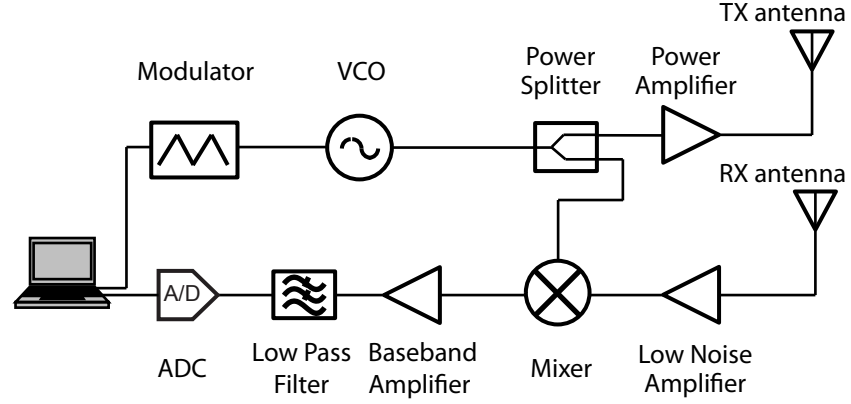 TX antenna
Modulator
VCO
Power
Splitter
Power
Amplifier
RX antenna
A/D
ADC
Low Pass
Filter
Baseband
Amplifier
Mixer
Low Noise
Amplifier